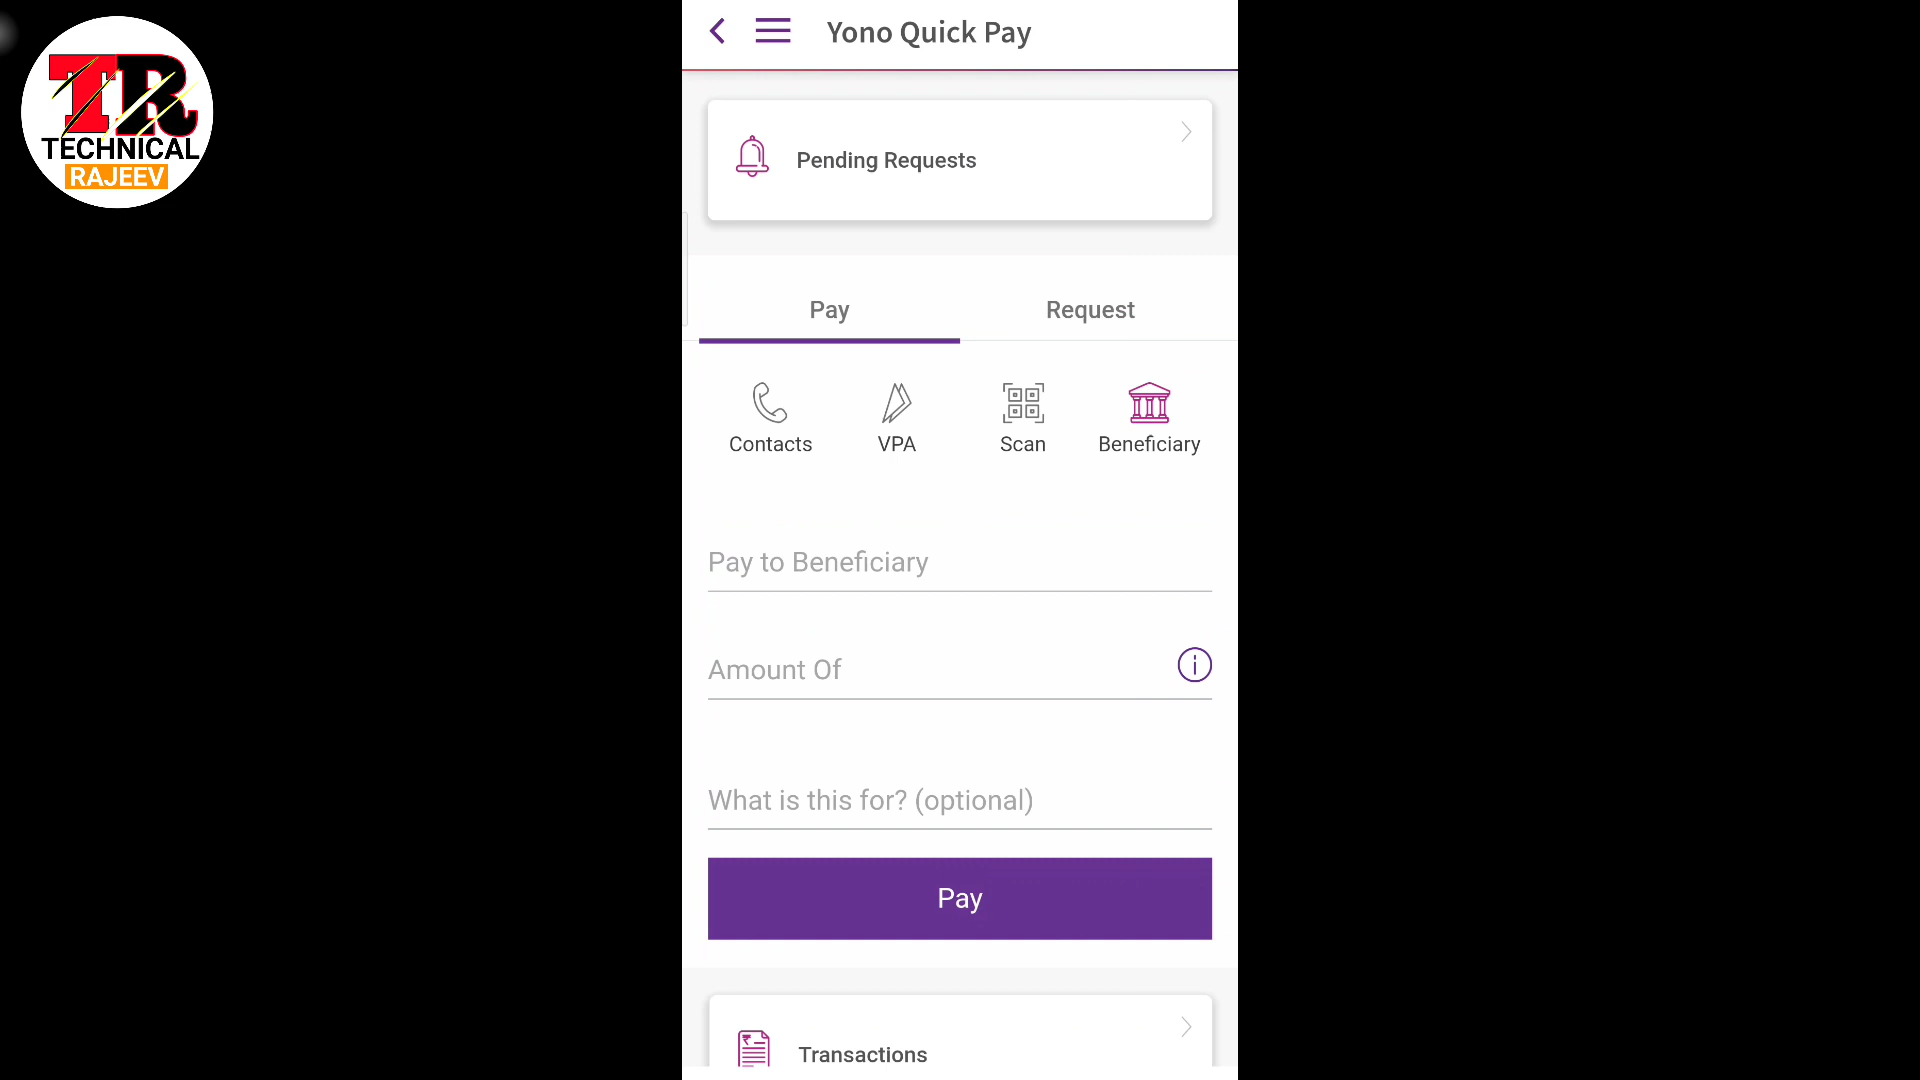 TR
TECHNICAL
RAJEEV
Yono Quick Pay
Pending Requests
Pay
Request
Contacts
VPA
Scan
Beneficiary
Pay to Beneficiary
Amount Of
What is this for? (optional)
Pay
Transactions